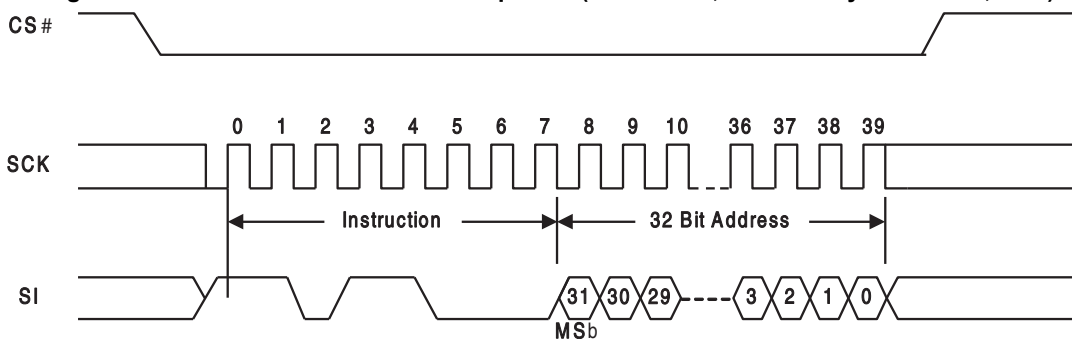 CS#
0 1 2 3 4 5 6 7 8 9 10 36 37 38 39
SCK
Instruction 32 Bit Address
SI 31 30 29 3 2 1 0
MSb